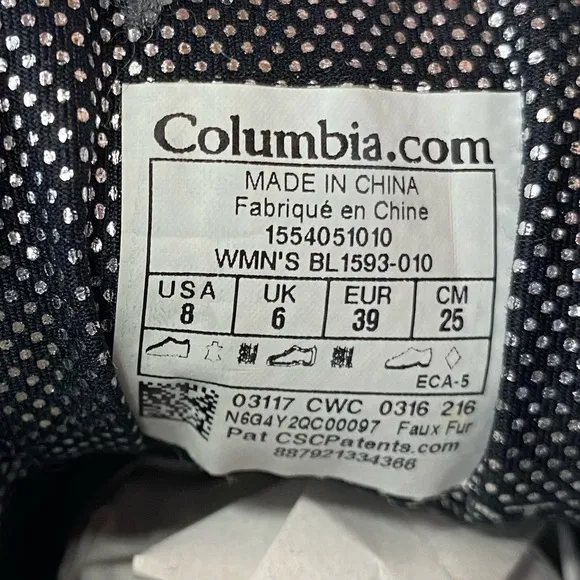 Columbia.com
MADE IN CHINA
Fabriqué en Chine
1554051010
WMN'S BL1593-010
USA UK EUR CM
8 6 39 25
ECA-5
03117 CWC 0316 216
N6G4Y2QC00097 Faux Fur
Pat CSCPatents.com
887921334366